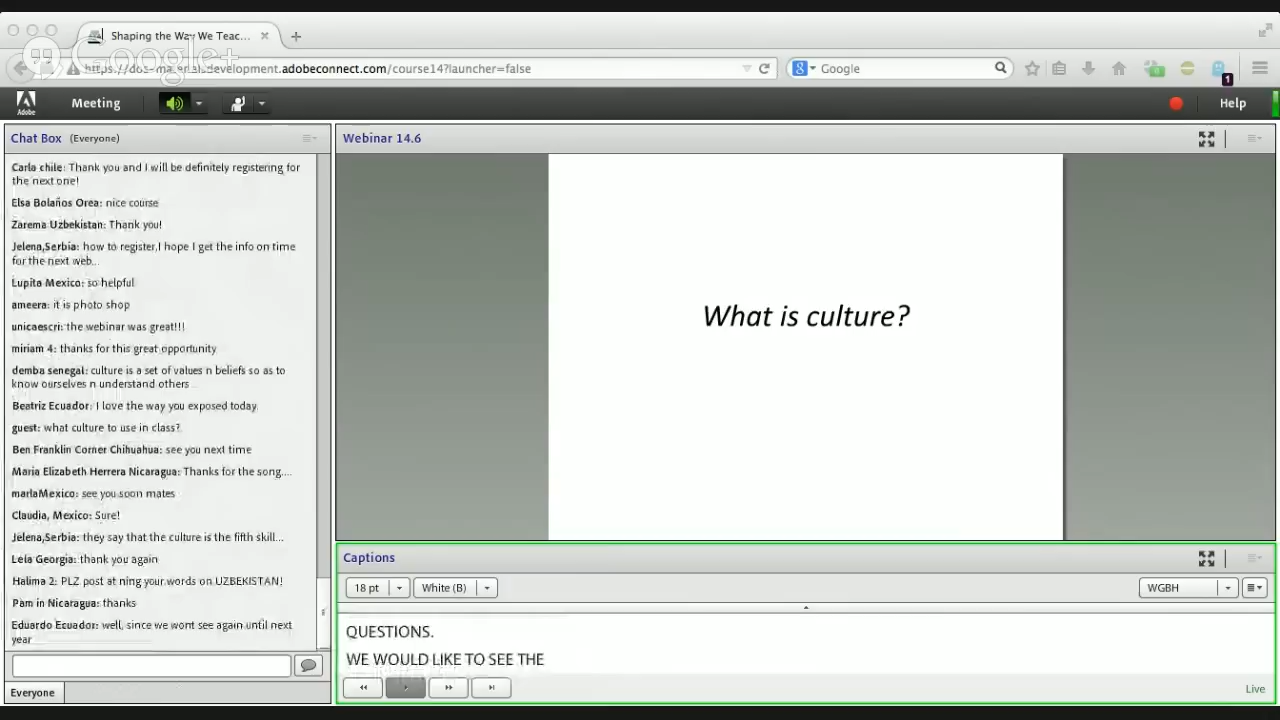 Shaping the Way We Teac...
Google+
https://dos-materialsdevelopment.adobeconnect.com/course14?launcher=false
Google
1
Adobe
Meeting
Help
Chat Box (Everyone)
Carla chile: Thank you and I will be definitely registering for
the next one!
Elsa Bolaños Orea: nice course
Zarema Uzbekistan: Thank you!
Jelena,Serbia: how to register,I hope I get the info on time
for the next web...
Lupita Mexico: so helpful
ameera: it is photo shop
unicaescri: the webinar was great!!!
miriam 4: thanks for this great opportunity
demba senegal: culture is a set of values n beliefs so as to
know ourselves n understand others
Beatriz Ecuador: I love the way you exposed today
guest: what culture to use in class?
Ben Franklin Corner Chihuahua: see you next time
Maria Elizabeth Herrera Nicaragua: Thanks for the song....
marlaMexico: see you soon mates
Claudia, Mexico: Sure!
Jelena,Serbia: they say that the culture is the fifth skill...
Lela Georgia: thank you again
Halima 2: PLZ post at ning your words on UZBEKISTAN!
Pam in Nicaragua: thanks
Eduardo Ecuador: well, since we wont see again until next
year
Everyone
Webinar 14.6
What is culture?
Captions
18 pt
White (B)
WGBH
QUESTIONS.
WE WOULD LIKE TO SEE THE
Live